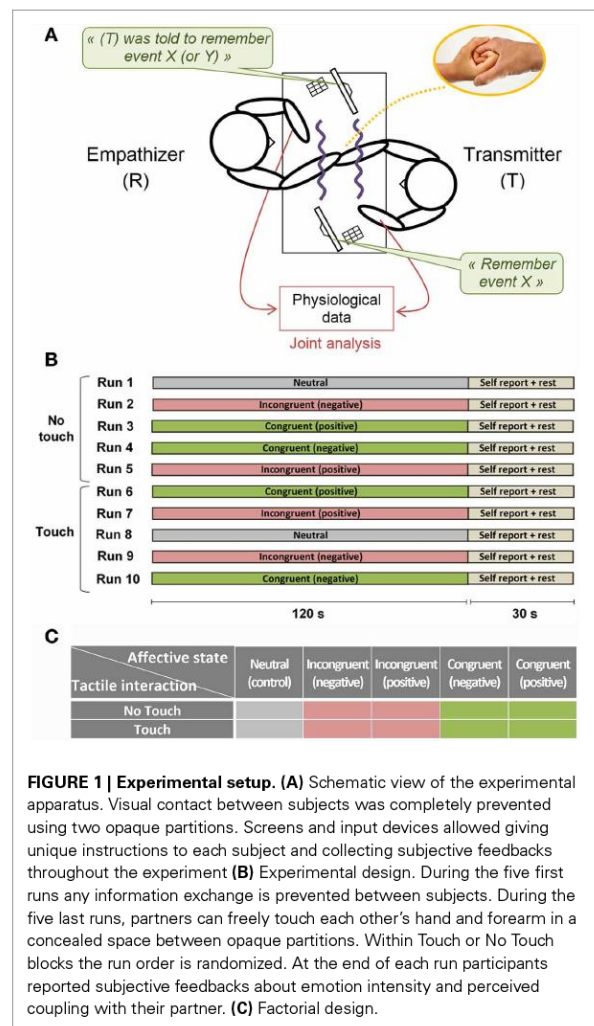 A
« (T) was told to remember
event X (or Y) »
Empathizer
(R)
Transmitter
(T)
« Remember
event X »
Physiological
data
Joint analysis
B
No
touch
Run 1 Neutral Self report + rest
Run 2 Incongruent (negative) Self report + rest
Run 3 Congruent (positive) Self report + rest
Run 4 Congruent (negative) Self report + rest
Run 5 Incongruent (positive) Self report + rest
Touch
Run 6 Congruent (positive) Self report + rest
Run 7 Incongruent (positive) Self report + rest
Run 8 Neutral Self report + rest
Run 9 Incongruent (negative) Self report + rest
Run 10 Congruent (negative) Self report + rest
120 s 30 s
C
Affective state
Tactile interaction
Neutral
(control)
Incongruent
(negative)
Incongruent
(positive)
Congruent
(negative)
Congruent
(positive)
No Touch
Touch
FIGURE 1 | Experimental setup. (A) Schematic view of the experimental
apparatus. Visual contact between subjects was completely prevented
using two opaque partitions. Screens and input devices allowed giving
unique instructions to each subject and collecting subjective feedbacks
throughout the experiment (B) Experimental design. During the five first
runs any information exchange is prevented between subjects. During the
five last runs, partners can freely touch each other's hand and forearm in a
concealed space between opaque partitions. Within Touch or No Touch
blocks the run order is randomized. At the end of each run participants
reported subjective feedbacks about emotion intensity and perceived
coupling with their partner. (C) Factorial design.